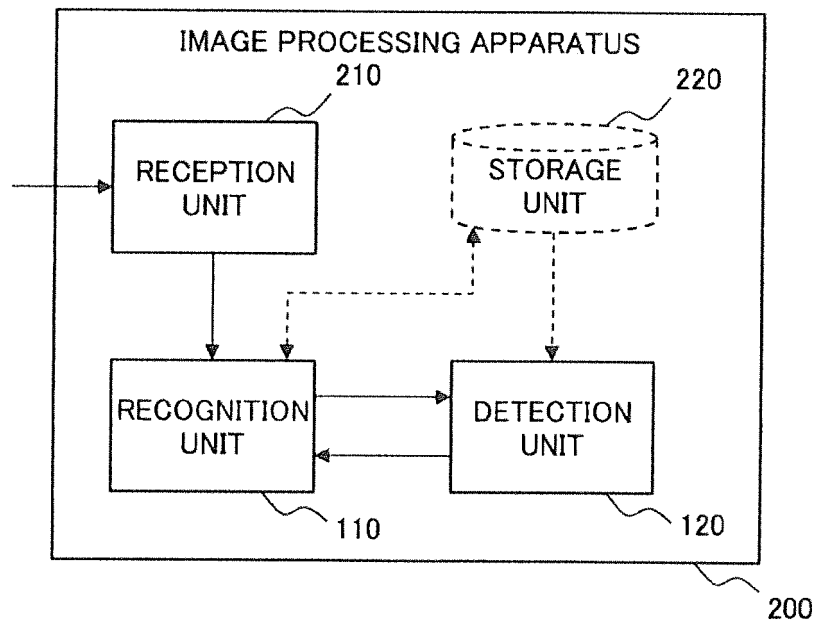 IMAGE PROCESSING APPARATUS
210
220
RECEPTION
UNIT
STORAGE
UNIT
RECOGNITION
UNIT
DETECTION
UNIT
110
120
200